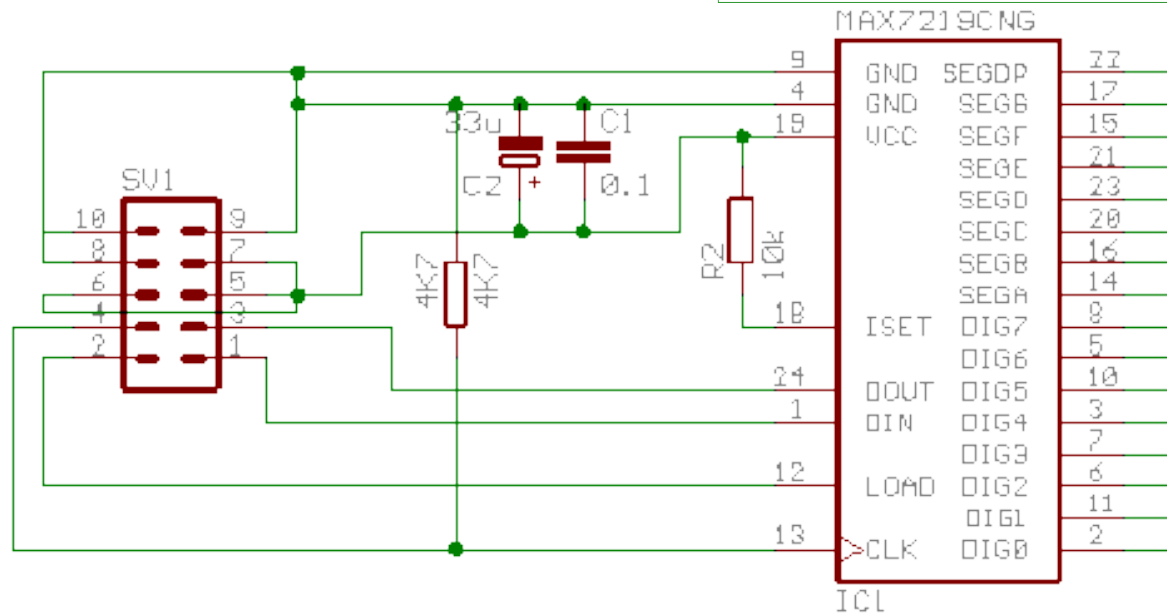 MAX7219CNG
9 GND SEGDP 22
4 GND SEGG 17
19 VCC SEGF 15
SEGE 21
SEGD 23
SEGC 20
SEGB 16
SEGA 14
18 ISET DIG7 8
DIG6 5
24 DOUT DIG5 10
1 DIN DIG4 3
DIG3 7
12 LOAD DIG2 6
DIG1 11
13 CLK DIG0 2
IC1
33u
C2
+
C1
0.1
R2
10k
4K7
4K7
SV1
10 9
8 7
6 5
4 3
2 1